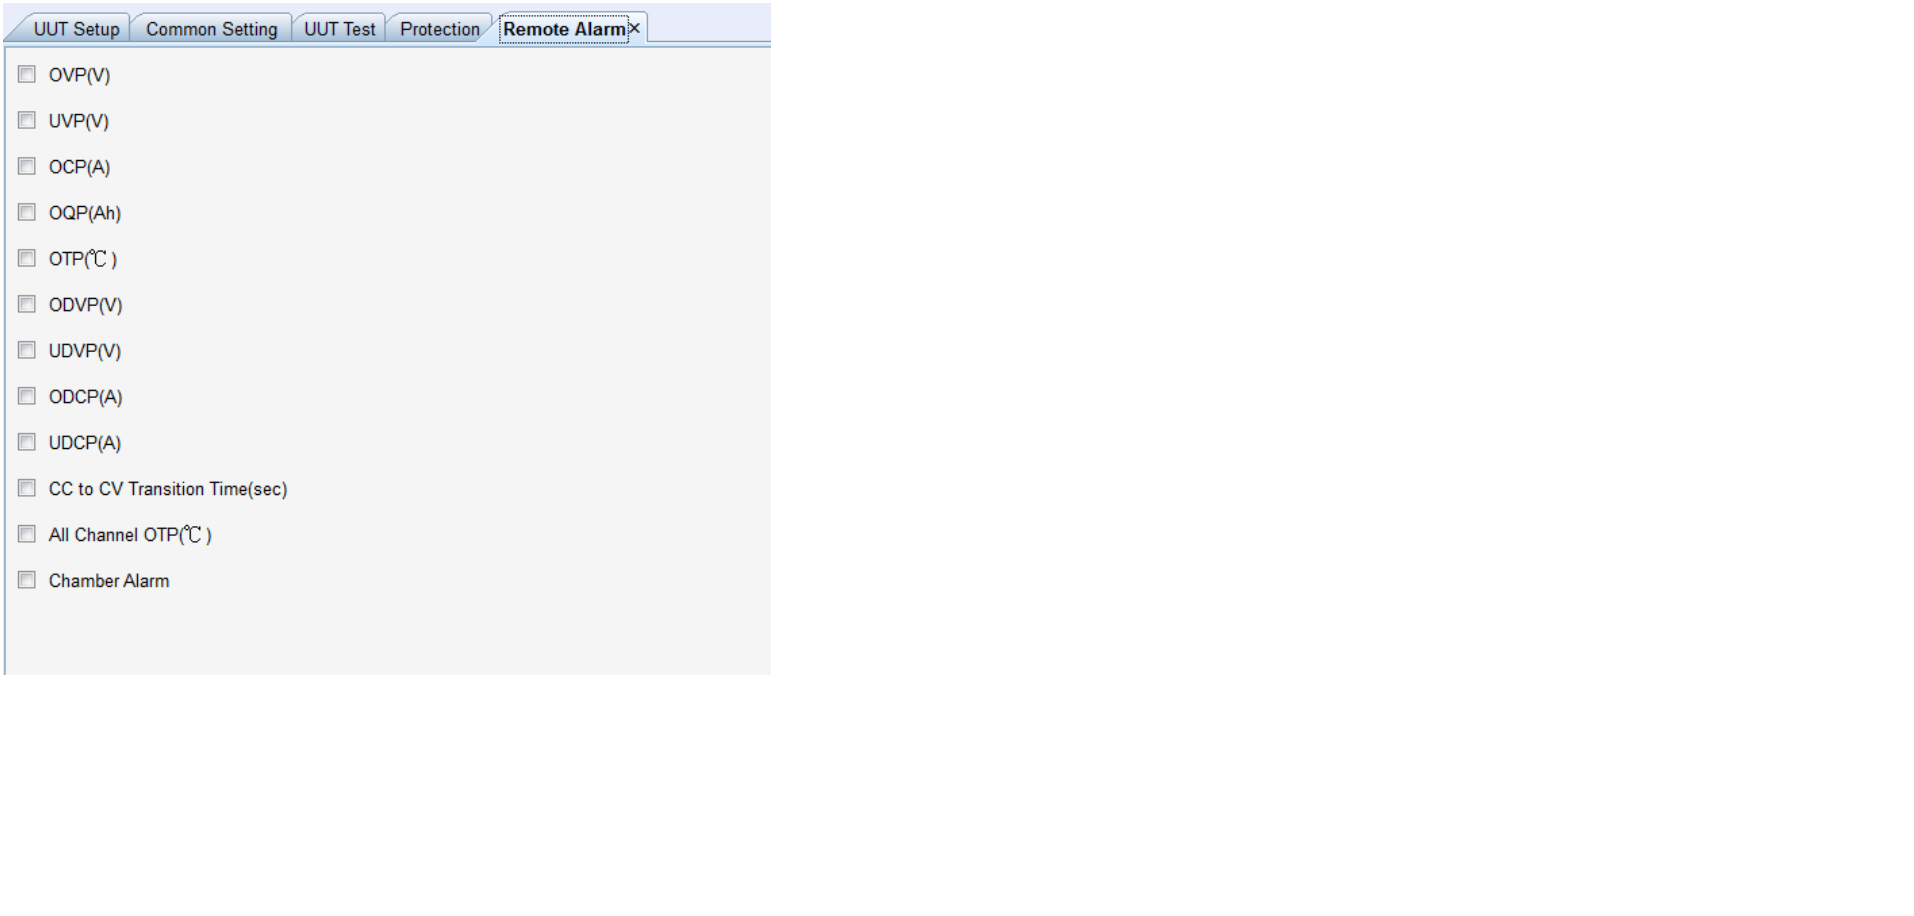 UUT Setup Common Setting UUT Test Protection Remote Alarm
OVP(V)
UVP(V)
OCP(A)
OQP(Ah)
OTP(℃ )
ODVP(V)
UDVP(V)
ODCP(A)
UDCP(A)
CC to CV Transition Time(sec)
All Channel OTP(℃ )
Chamber Alarm